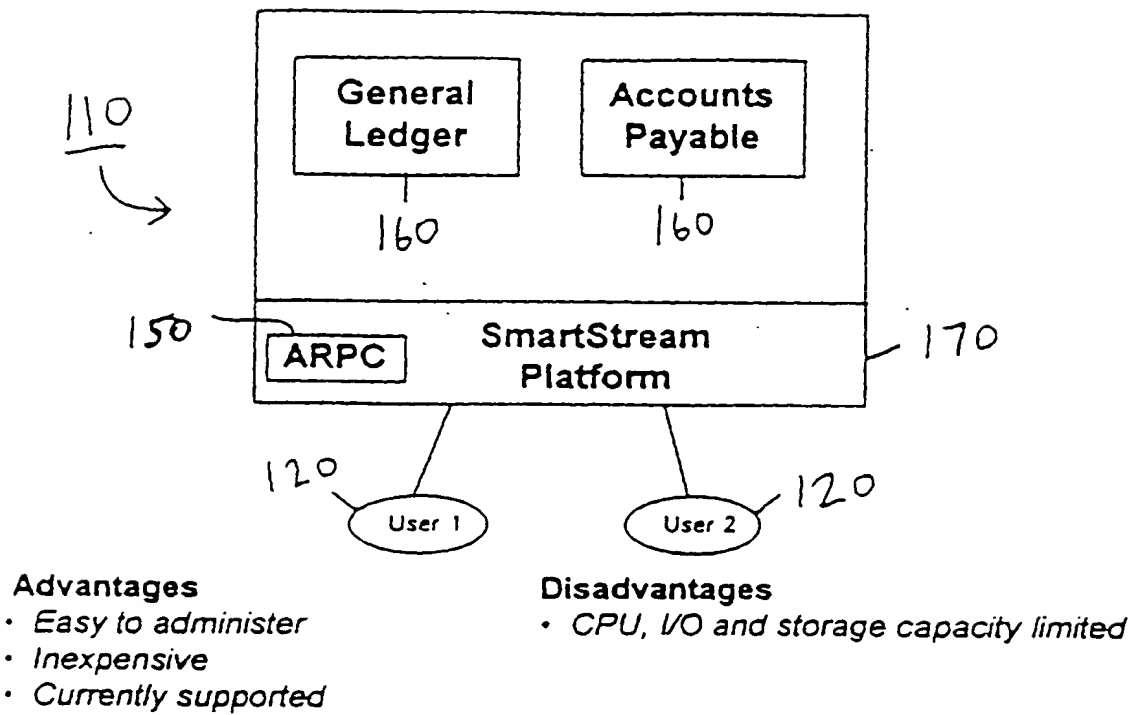 General
Ledger
Accounts
Payable
110
160
160
150
ARPC
SmartStream
Platform
170
120
User 1
User 2
120
Advantages
· Easy to administer
· Inexpensive
· Currently supported
Disadvantages
· CPU, I/O and storage capacity limited